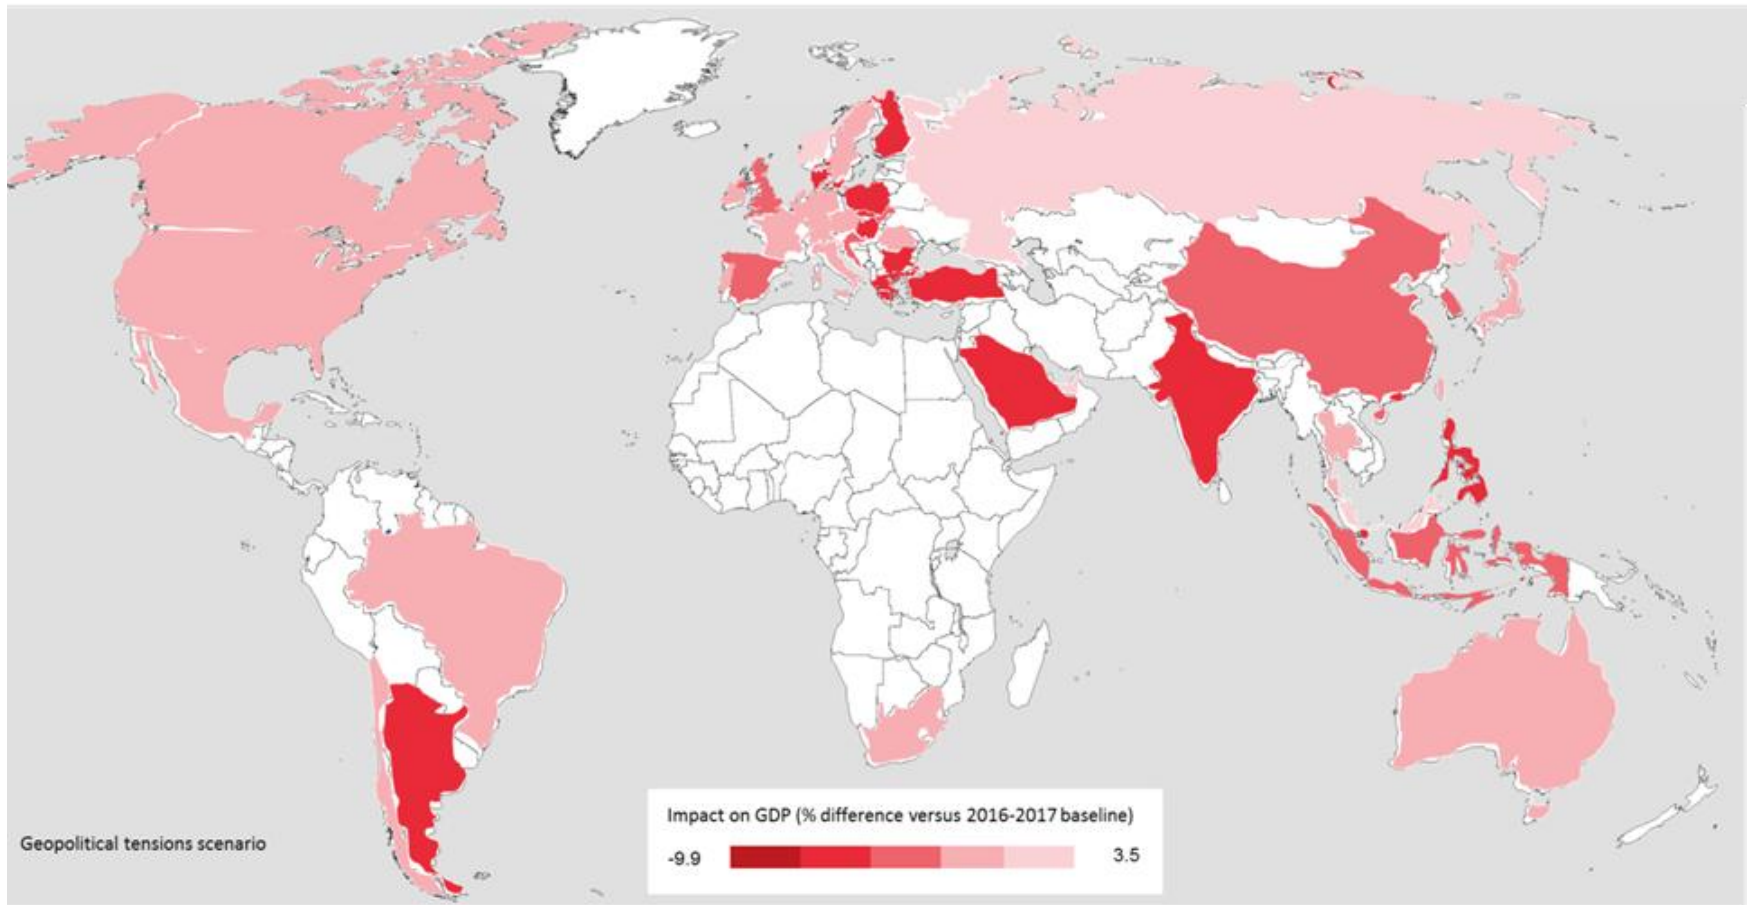 Impact on GDP (% difference versus 2016-2017 baseline)
-9.9 3.5
Geopolitical tensions scenario